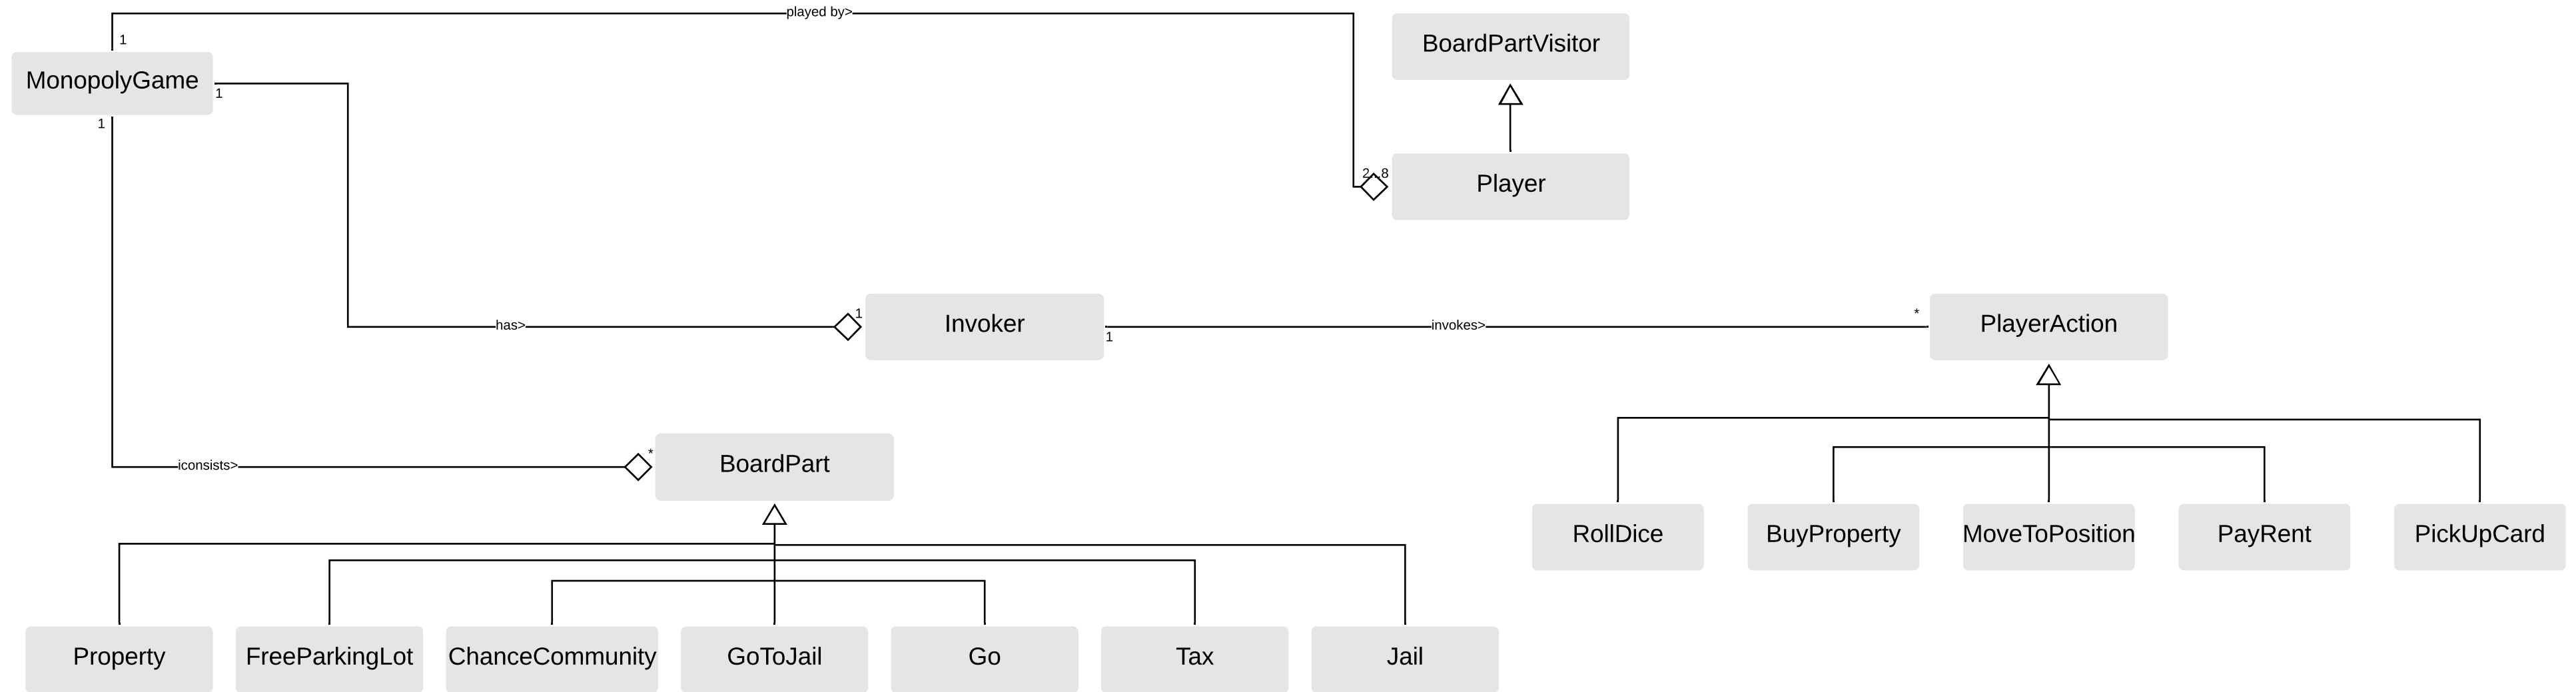 played by>
1
BoardPartVisitor
MonopolyGame
1
1
2..8
Player
has>
1
Invoker
1
invokes>
*
PlayerAction
iconsists>
*
BoardPart
RollDice
BuyProperty
MoveToPosition
PayRent
PickUpCard
Property
FreeParkingLot
ChanceCommunity
GoToJail
Go
Tax
Jail